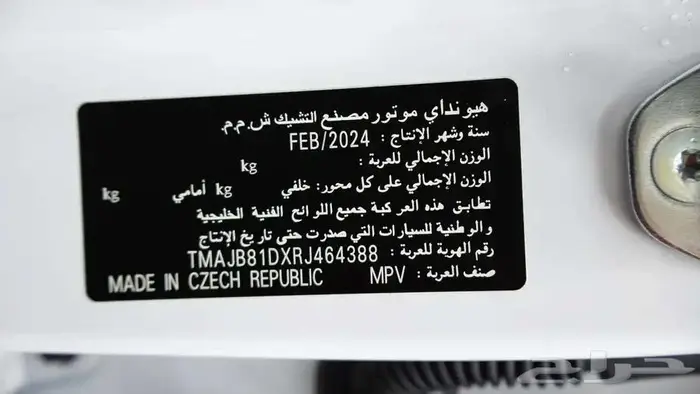 هيونداي موتور مصنع التشيك ش.م.م.
سنة وشهر الإنتاج : FEB/2024
الوزن الإجمالي للعربة : kg
الوزن الإجمالي على كل محور: خلفي kg أمامي kg
تطابق هذه المركبة جميع اللوائح الفنية الخليجية
والوطنية للسيارات التي صدرت حتى تاريخ الإنتاج
رقم الهوية للعربة : TMAJB81DXRJ464388
صنف العربة : MPV MADE IN CZECH REPUBLIC
حراج